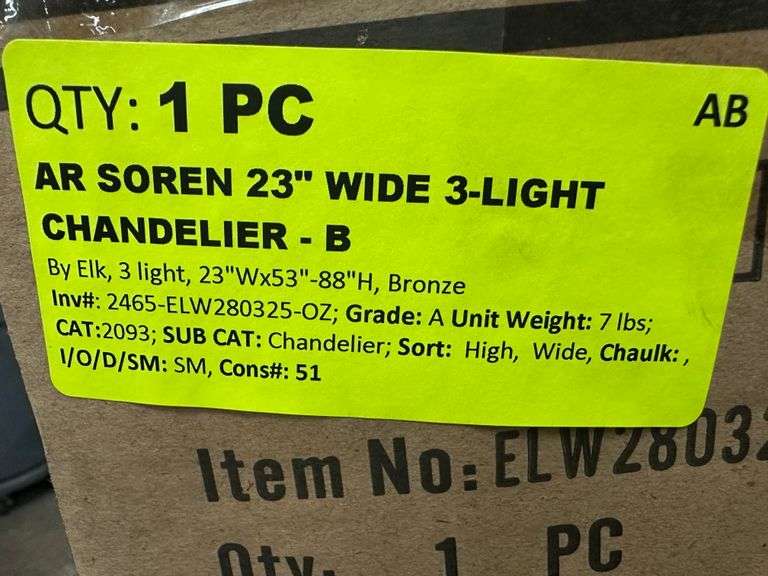 QTY: 1 PC
AB
AR SOREN 23" WIDE 3-LIGHT
CHANDELIER - B
By Elk, 3 light, 23"Wx53"-88"H, Bronze
Inv#: 2465-ELW280325-OZ; Grade: A Unit Weight: 7 lbs;
CAT:2093; SUB CAT: Chandelier; Sort: High, Wide, Chaulk: ,
I/O/D/SM: SM, Cons#: 51
Item No: ELW28032
Qty. 1 PC